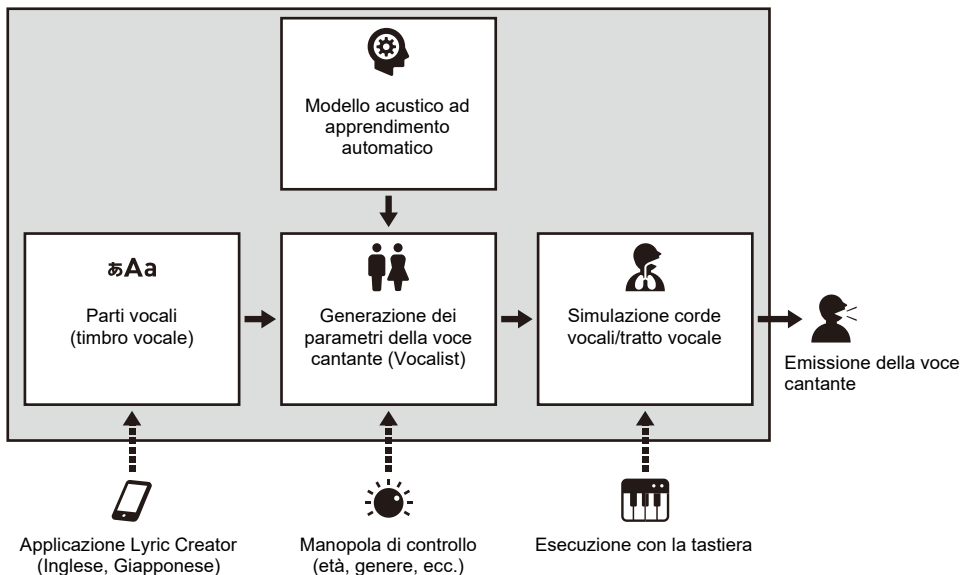 Modello acustico ad
apprendimento
automatico
あAa
Parti vocali
(timbro vocale)
Generazione dei
parametri della voce
cantante (Vocalist)
Simulazione corde
vocali/tratto vocale
Emissione della voce
cantante
Applicazione Lyric Creator
(Inglese, Giapponese)
Manopola di controllo
(età, genere, ecc.)
Esecuzione con la tastiera